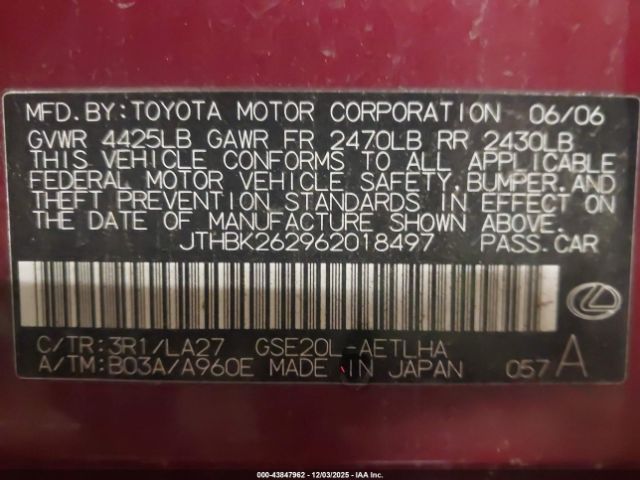 MFD.BY:TOYOTA MOTOR CORPORATION 06/06
GVWR 4425LB GAWR FR 2470LB RR 2430LB
THIS VEHICLE CONFORMS TO ALL APPLICABLE
FEDERAL MOTOR VEHICLE SAFETY,BUMPER,AND
THEFT PREVENTION STANDARDS IN EFFECT ON
THE DATE OF MANUFACTURE SHOWN ABOVE.
JTHBK262962018497 PASS.CAR
C/TR:3R1/LA27 GSE20L-AETLHA
A/TM:B03A/A960E MADE IN JAPAN 057A
000-43847962 - 12/03/2025 - IAA Inc.